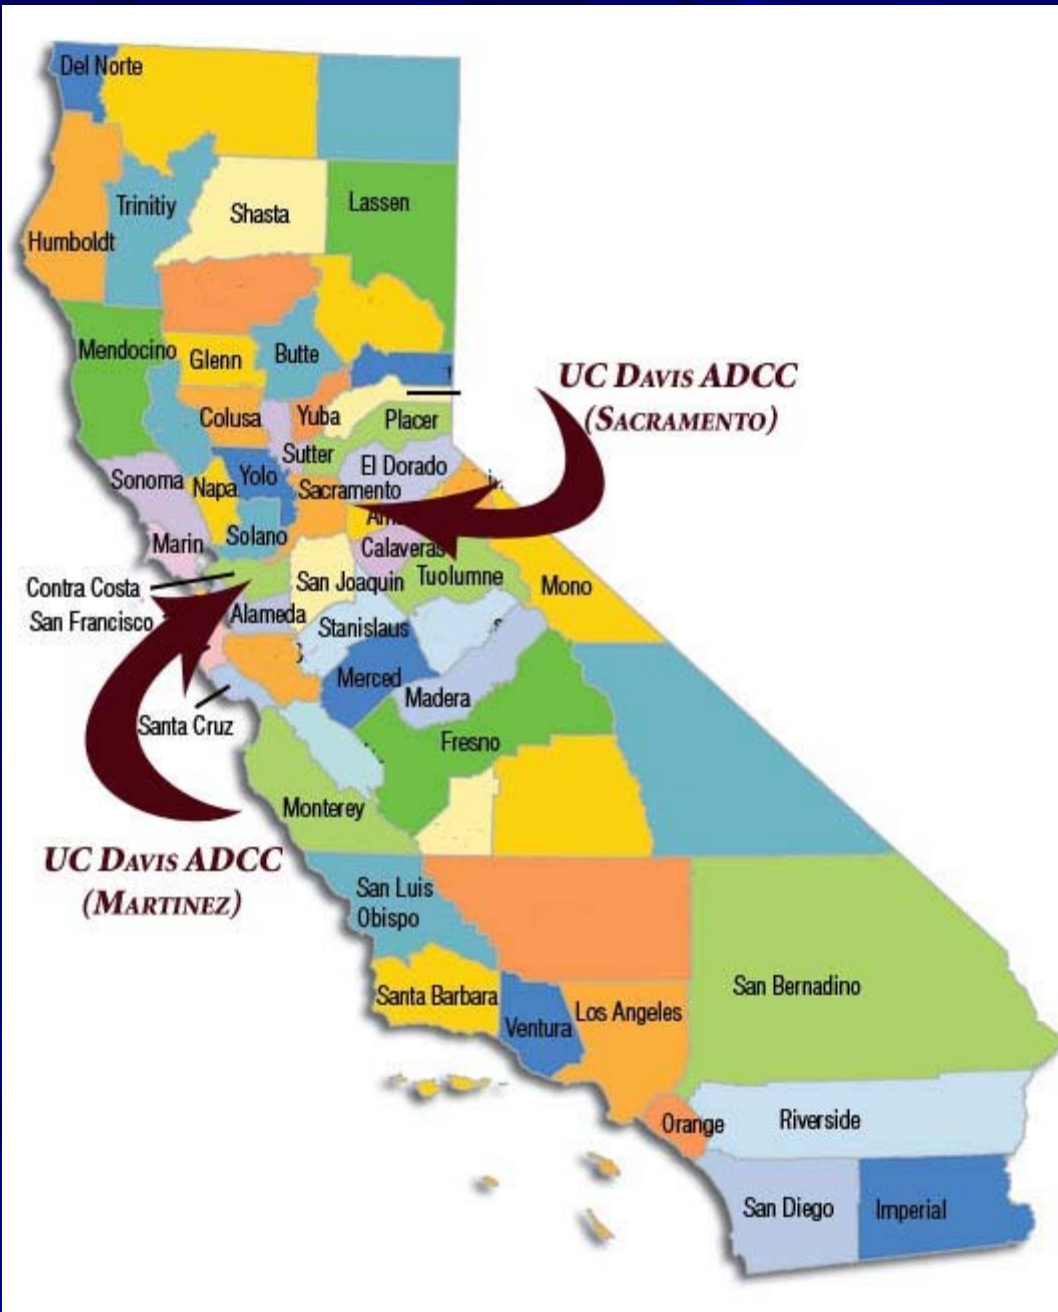 Del Norte
Trinitiy
Shasta
Lassen
Humboldt
Mendocino
Glenn
Butte
UC DAVIS ADCC
(SACRAMENTO)
Colusa
Yuba
Placer
Sutter
El Dorado
Sonoma
Napa
Yolo
Sacramento
Solano
Marin
Calaveras
Contra Costa
San Joaquin
Tuolumne
Mono
San Francisco
Alameda
Stanislaus
Merced
Madera
Santa Cruz
Fresno
Monterey
UC DAVIS ADCC
(MARTINEZ)
San Luis
Obispo
San Bernadino
Santa Barbara
Ventura
Los Angeles
Orange
Riverside
San Diego
Imperial